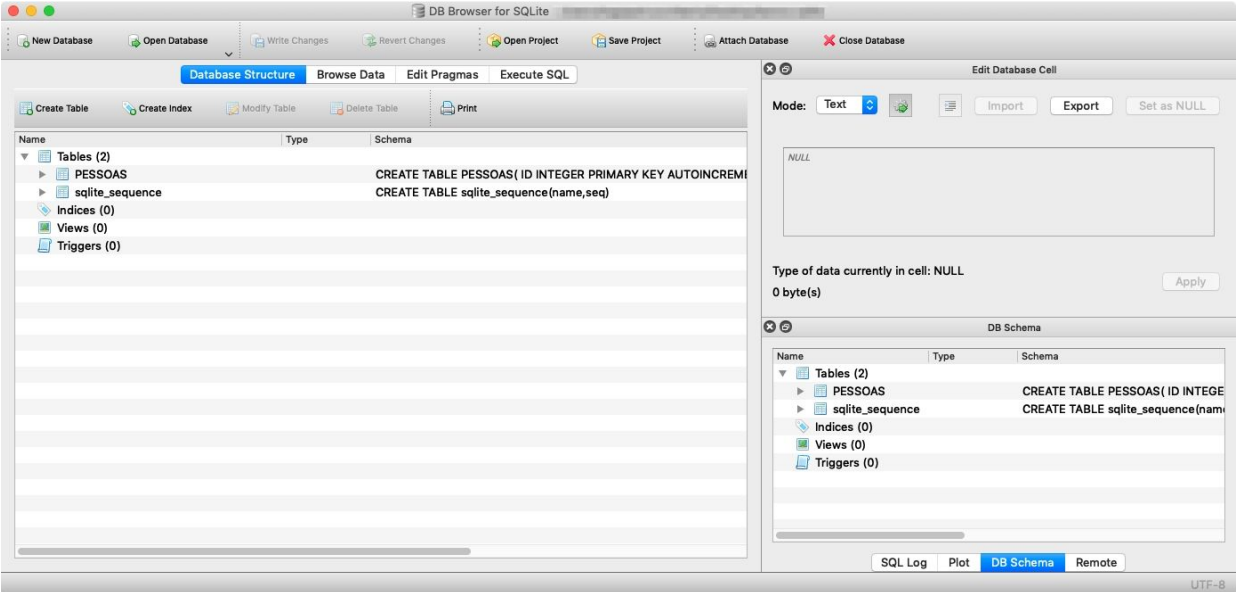 DB Browser for SQLite
New Database Open Database Write Changes Revert Changes Open Project Save Project Attach Database Close Database
Database Structure Browse Data Edit Pragmas Execute SQL
Create Table Create Index Modify Table Delete Table Print
Name Type Schema
Tables (2)
PESSOAS CREATE TABLE PESSOAS( ID INTEGER PRIMARY KEY AUTOINCREME
sqlite_sequence CREATE TABLE sqlite_sequence(name,seq)
Indices (0)
Views (0)
Triggers (0)
Edit Database Cell
Mode: Text Import Export Set as NULL
NULL
Type of data currently in cell: NULL
0 byte(s)
Apply
DB Schema
Name Type Schema
Tables (2)
PESSOAS CREATE TABLE PESSOAS( ID INTEGE
sqlite_sequence CREATE TABLE sqlite_sequence(nam
Indices (0)
Views (0)
Triggers (0)
SQL Log Plot DB Schema Remote
UTF-8